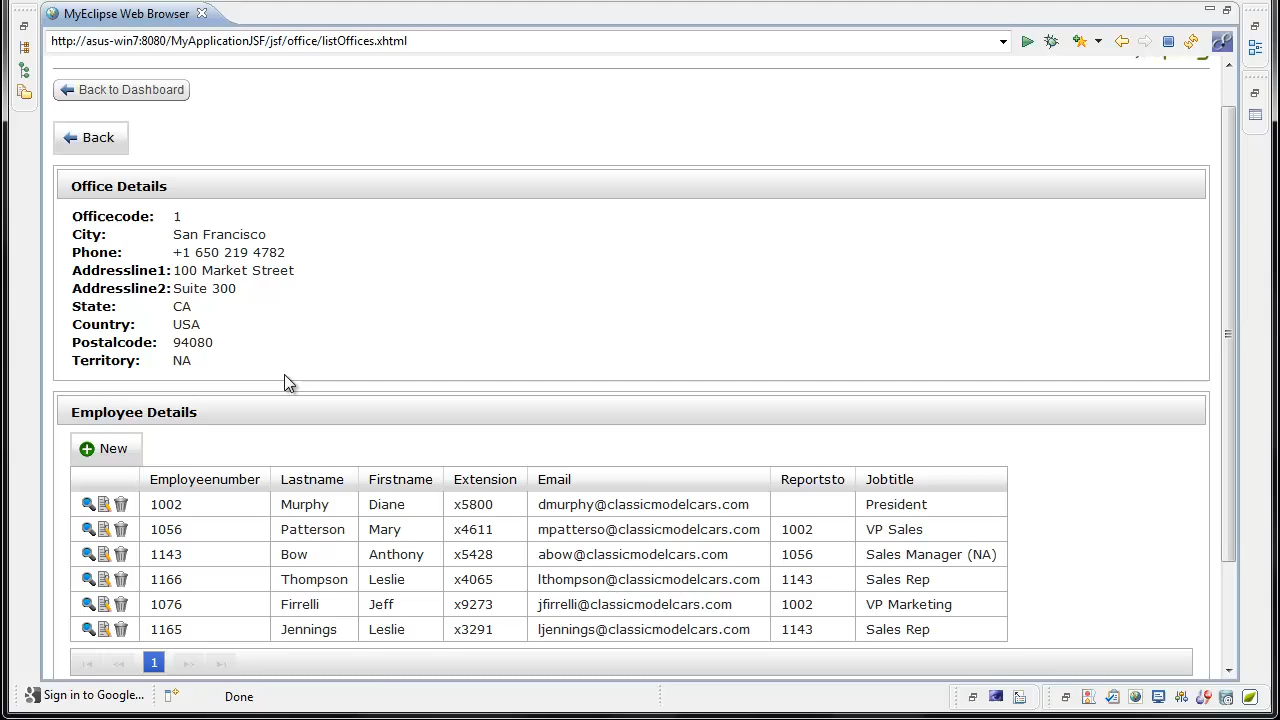 MyEclipse Web Browser
http://asus-win7:8080/MyApplicationJSF/jsf/office/listOffices.xhtml
Back to Dashboard
Back
Office Details
Officecode: 1
City: San Francisco
Phone: +1 650 219 4782
Addressline1: 100 Market Street
Addressline2: Suite 300
State: CA
Country: USA
Postalcode: 94080
Territory: NA
Employee Details
New
Employeenumber Lastname Firstname Extension Email Reportsto Jobtitle
1002 Murphy Diane x5800 dmurphy@classicmodelcars.com President
1056 Patterson Mary x4611 mpatterso@classicmodelcars.com 1002 VP Sales
1143 Bow Anthony x5428 abow@classicmodelcars.com 1056 Sales Manager (NA)
1166 Thompson Leslie x4065 lthompson@classicmodelcars.com 1143 Sales Rep
1076 Firrelli Jeff x9273 jfirrelli@classicmodelcars.com 1002 VP Marketing
1165 Jennings Leslie x3291 ljennings@classicmodelcars.com 1143 Sales Rep
1
Sign in to Google... Done